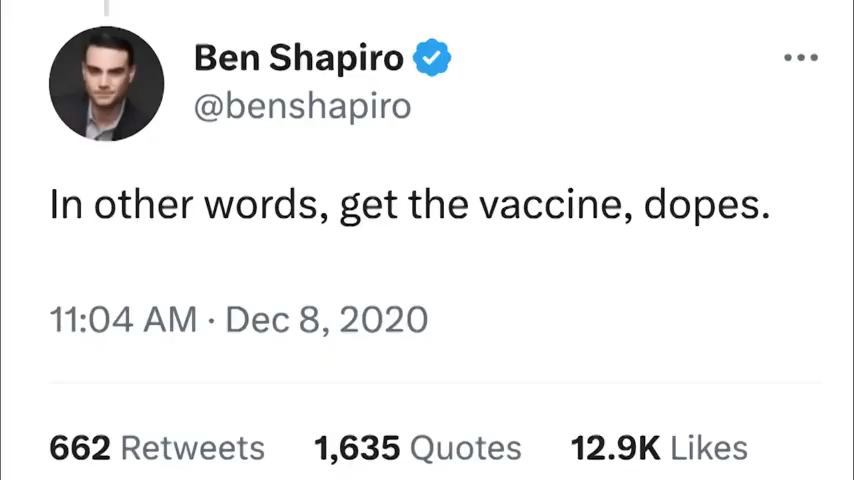 Ben Shapiro
@benshapiro
In other words, get the vaccine, dopes.
11:04 AM · Dec 8, 2020
662 Retweets 1,635 Quotes 12.9K Likes